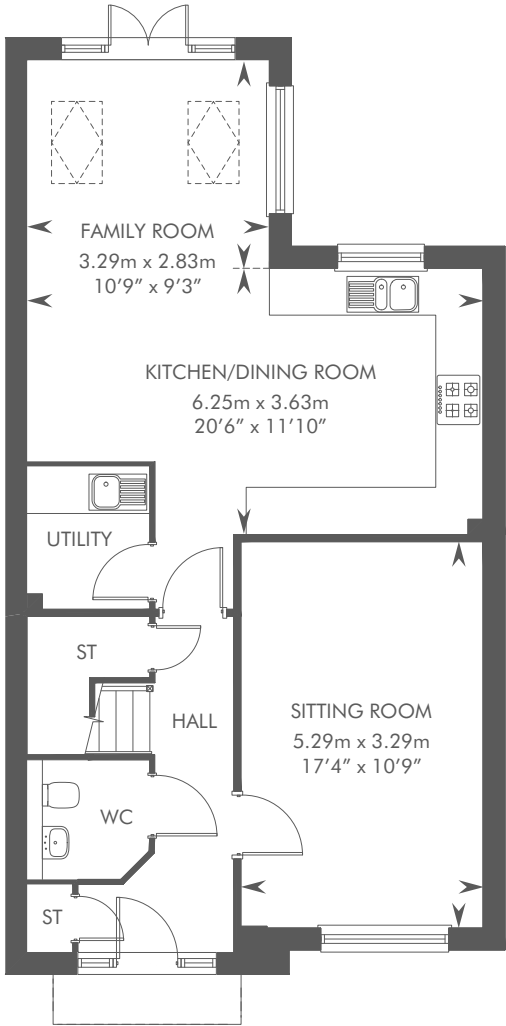 FAMILY ROOM
3.29m x 2.83m
10’9” x 9’3”
KITCHEN/DINING ROOM
6.25m x 3.63m
20’6” x 11’10”
UTILITY
ST
HALL
SITTING ROOM
5.29m x 3.29m
17’4” x 10’9”
WC
ST